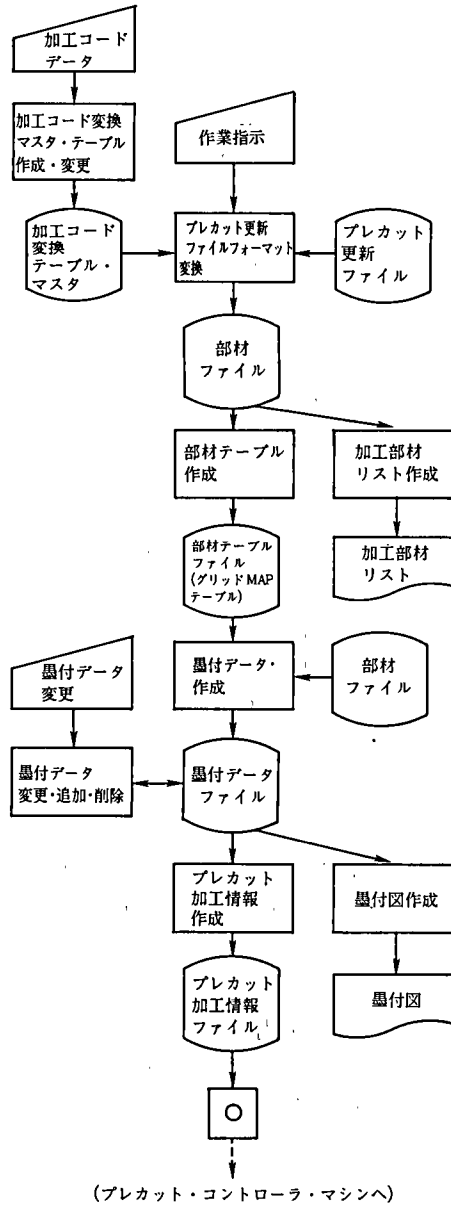 加工コード
データ
加工コード変換
マスタ・テーブル
作成・変更
作業指示
加工コード
変換
テーブル・
マスタ
プレカット更新
ファイルフォーマット
変換
プレカット
更新
ファイル
部材
ファイル
部材テーブル
作成
加工部材
リスト作成
部材テーブル
ファイル
(グリッドMAP
テーブル)
加工部材
リスト
墨付データ
変更
墨付データ・
作成
部材
ファイル
墨付データ
変更・追加・削除
墨付データ
ファイル
プレカット
加工情報
作成
墨付図作成
プレカット
加工情報
ファイル
墨付図
(プレカット・コントローラ・マシンへ)